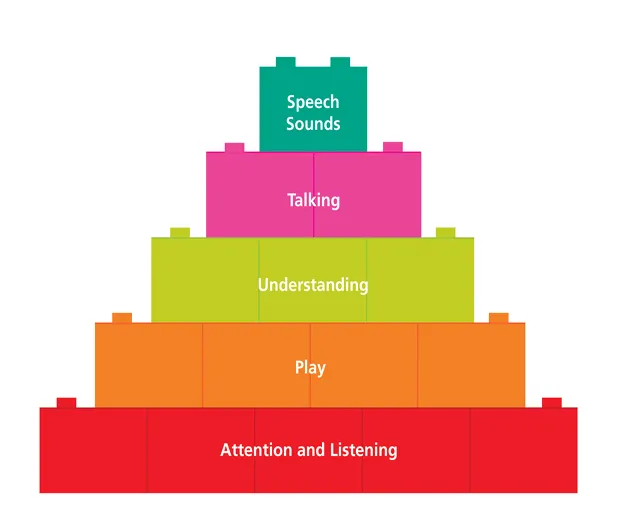 Speech
Sounds
Talking
Understanding
Play
Attention and Listening